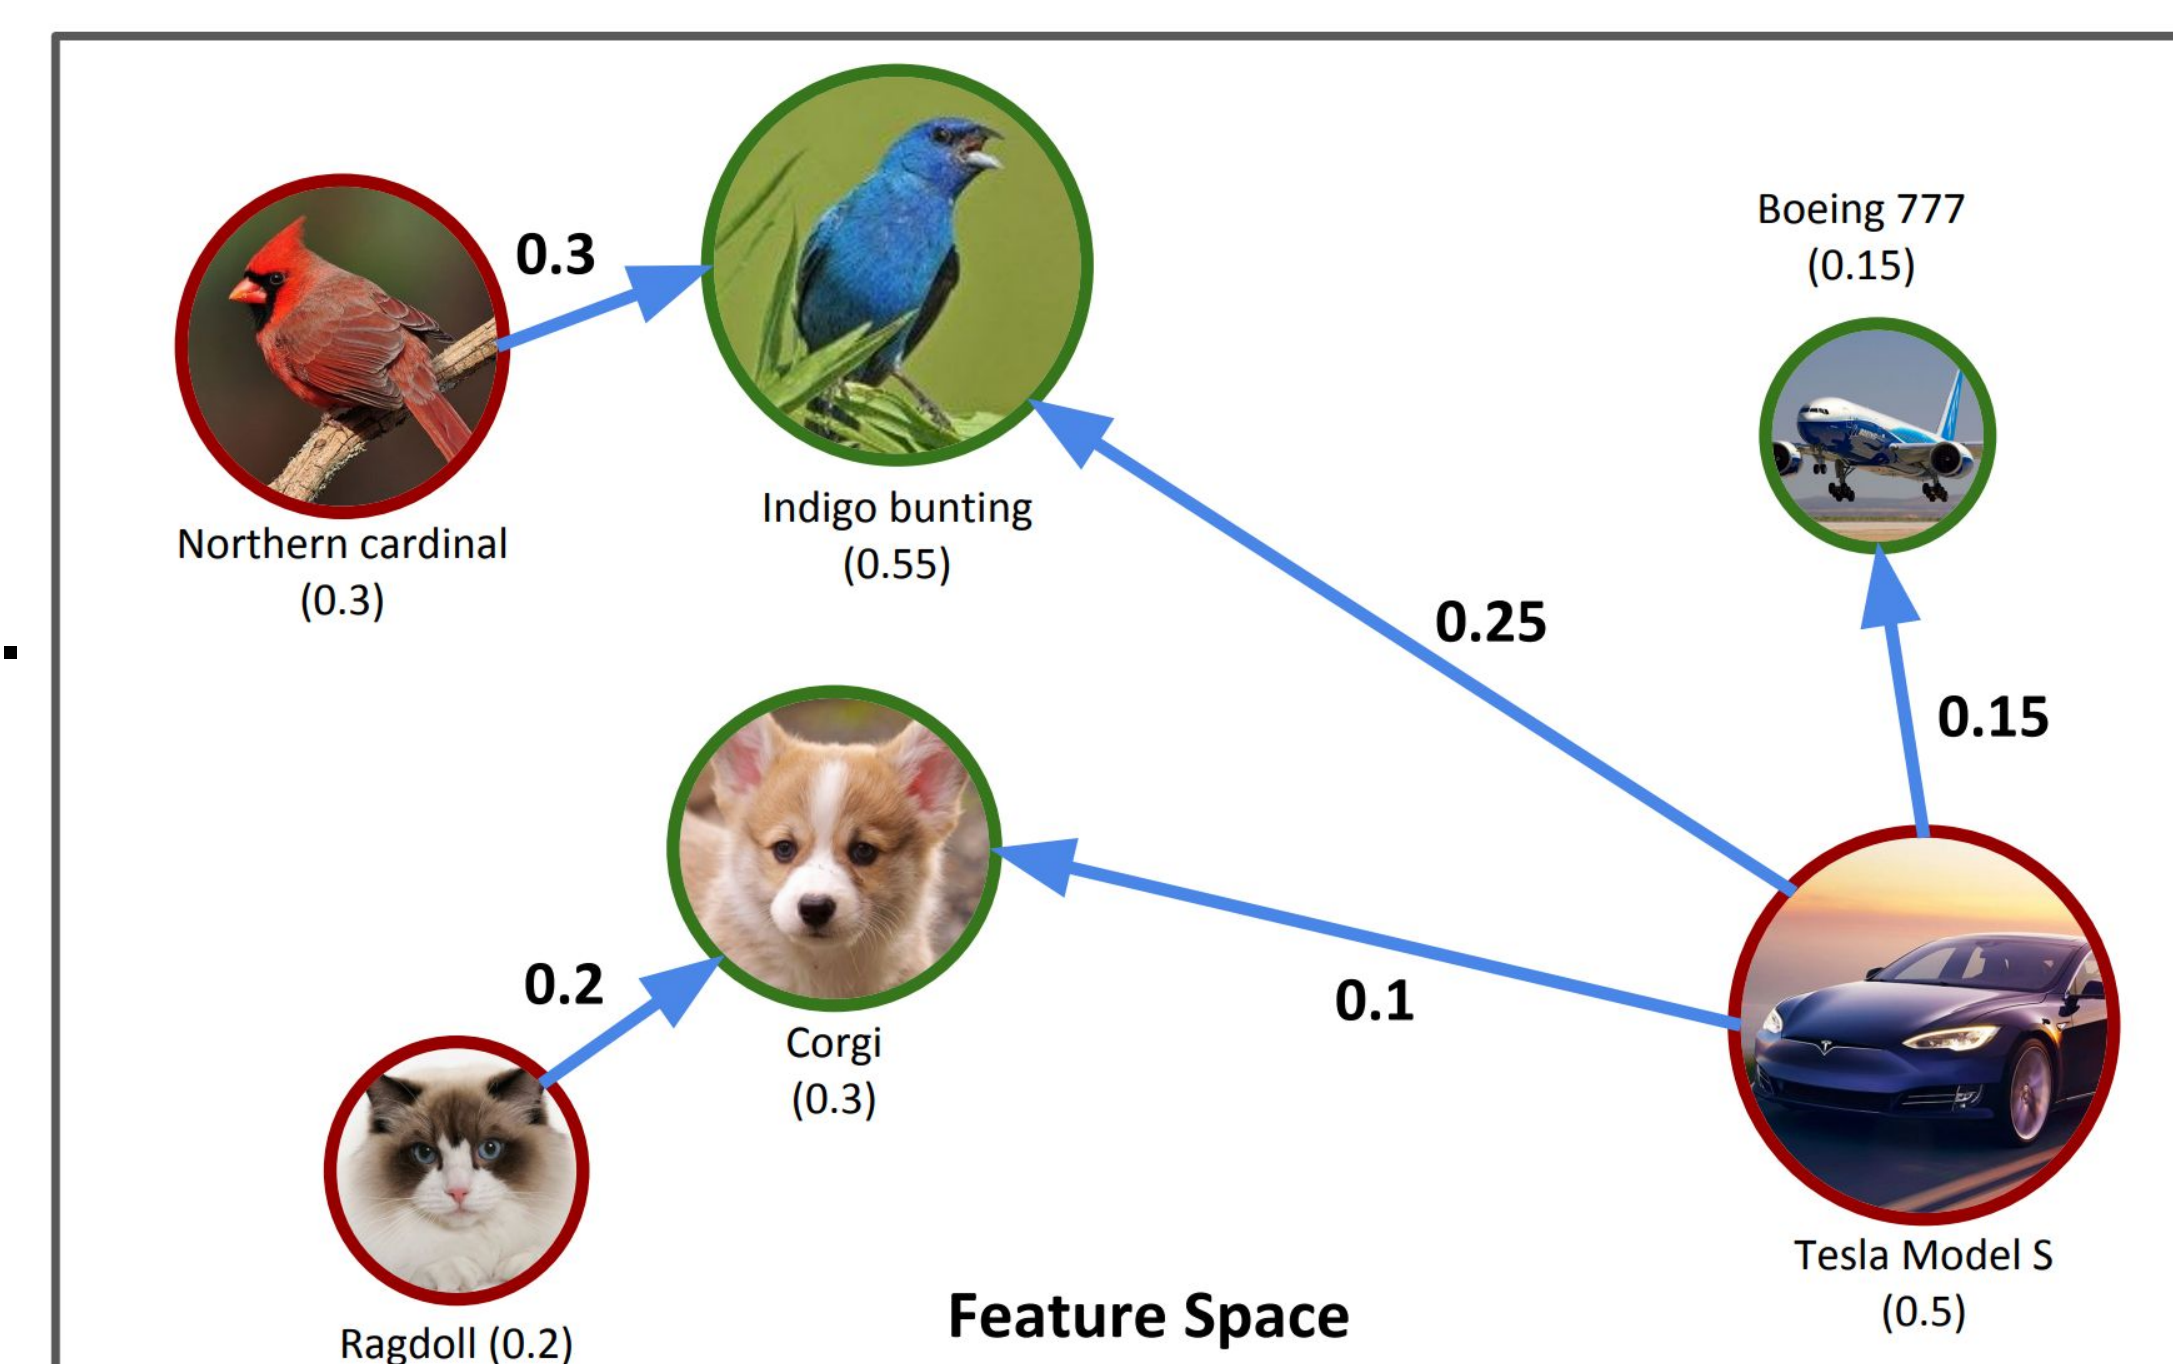 Boeing 777
(0.15)
0.3
Northern cardinal
(0.3)
Indigo bunting
(0.55)
0.25
0.15
0.2
Corgi
(0.3)
0.1
Ragdoll (0.2)
Tesla Model S
(0.5)
Feature Space